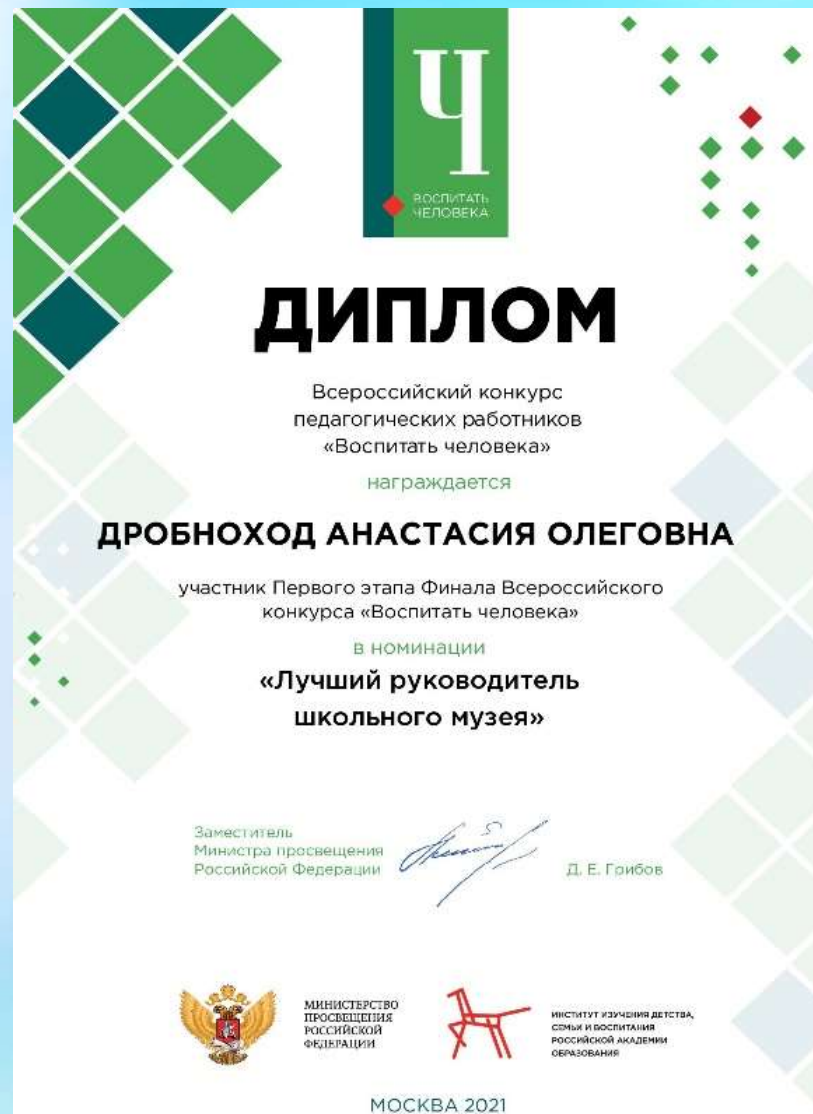 Ч
ВОСПИТАТЬ
ЧЕЛОВЕКА
ДИПЛОМ
Всероссийский конкурс
педагогических работников
«Воспитать человека»
награждается
ДРОБНОХОД АНАСТАСИЯ ОЛЕГОВНА
участник Первого этапа Финала Всероссийского
конкурса «Воспитать человека»
в номинации
«Лучший руководитель
школьного музея»
Заместитель
Министра просвещения
Российской Федерации
Д. Е. Грибов
МИНИСТЕРСТВО
ПРОСВЕЩЕНИЯ
РОССИЙСКОЙ
ФЕДЕРАЦИИ
ИНСТИТУТ ИЗУЧЕНИЯ ДЕТСТВА,
СЕМЬИ И ВОСПИТАНИЯ
РОССИЙСКОЙ АКАДЕМИИ
ОБРАЗОВАНИЯ
МОСКВА 2021